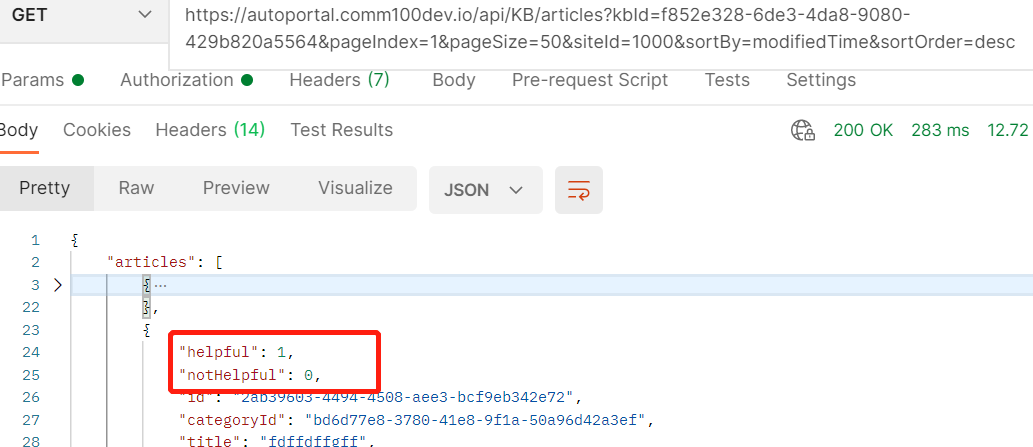 GET
https://autoportal.comm100dev.io/api/KB/articles?kbId=f852e328-6de3-4da8-9080-
429b820a5564&pageIndex=1&pageSize=50&siteId=1000&sortBy=modifiedTime&sortOrder=desc
Params Authorization Headers (7) Body Pre-request Script Tests Settings
Body Cookies Headers (14) Test Results 200 OK 283 ms 12.72
Pretty Raw Preview Visualize JSON
1 {
2 "articles": [
3 { ...
22 },
23 {
24 "helpful": 1,
25 "notHelpful": 0,
26 "id": "2ab39603-4494-4508-aee3-bcf9eb342e72",
27 "categoryId": "bd6d77e8-3780-41e8-9f1a-50a96d42a3ef",
28 "title": "fdffdffgff",